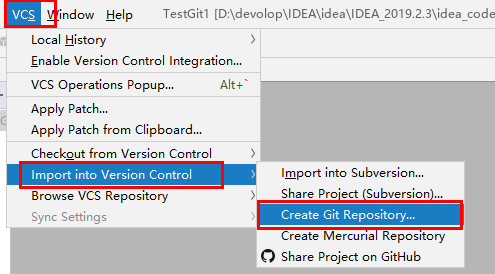 VCS Window Help TestGit1 [D:\devolop\IDEA\idea\IDEA_2019.2.3\idea_code
Local History
Enable Version Control Integration...
VCS Operations Popup... Alt+`
Apply Patch...
Apply Patch from Clipboard...
Checkout from Version Control
Import into Version Control
Browse VCS Repository
Sync Settings
Import into Subversion...
Share Project (Subversion)...
Create Git Repository...
Create Mercurial Repository
Share Project on GitHub